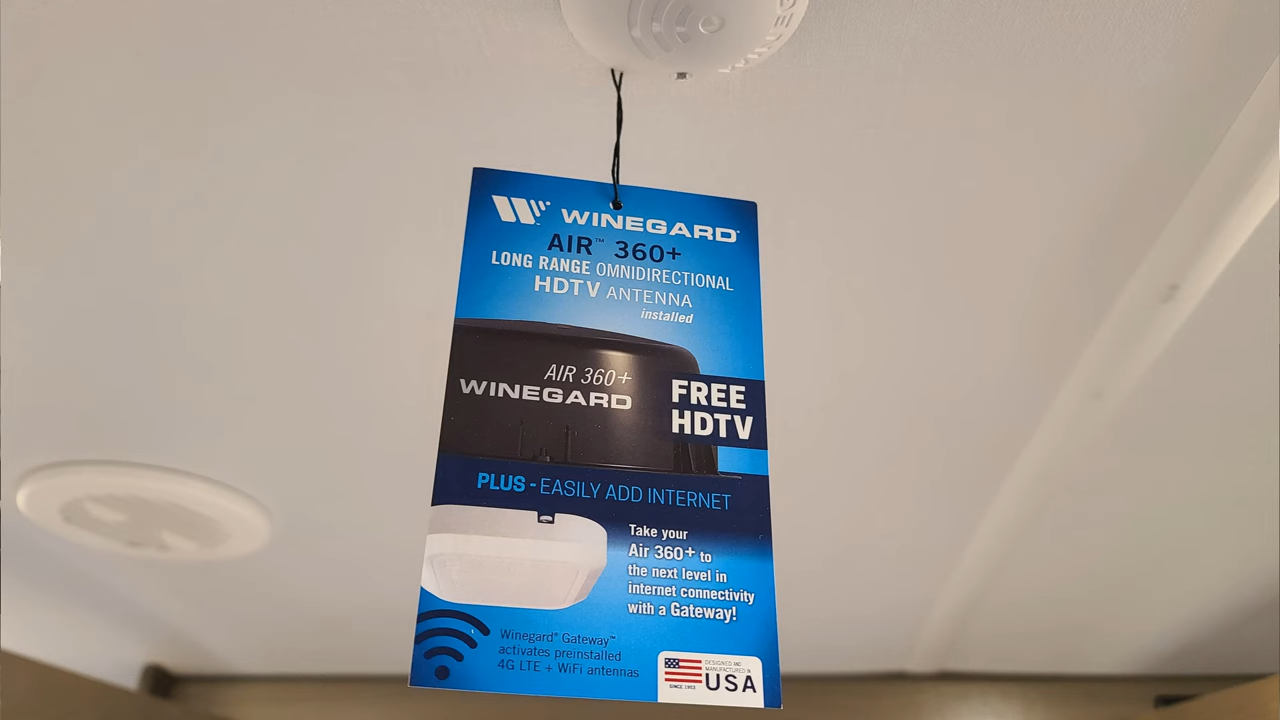 WINEGARD
AIR™ 360+
LONG RANGE OMNIDIRECTIONAL
HDTV ANTENNA
installed
AIR 360+
WINEGARD
FREE
HDTV
PLUS - EASILY ADD INTERNET
Take your
Air 360+ to
the next level in
internet connectivity
with a Gateway!
Winegard® Gateway™
activates preinstalled
4G LTE + WiFi antennas
DESIGNED AND
MANUFACTURED IN
USA
SINCE 1953